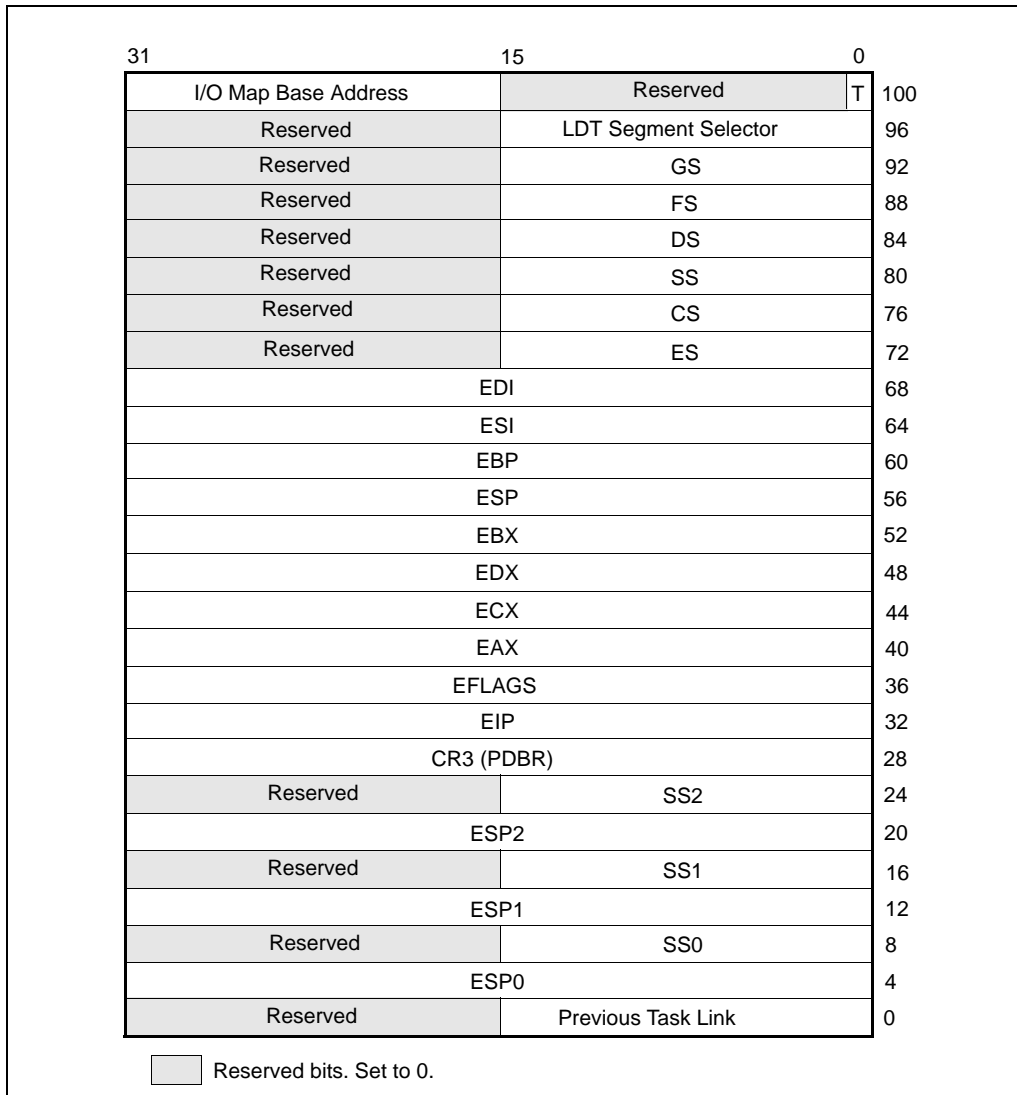 31 15 0
I/O Map Base Address Reserved T 100
Reserved LDT Segment Selector 96
Reserved GS 92
Reserved FS 88
Reserved DS 84
Reserved SS 80
Reserved CS 76
Reserved ES 72
EDI 68
ESI 64
EBP 60
ESP 56
EBX 52
EDX 48
ECX 44
EAX 40
EFLAGS 36
EIP 32
CR3 (PDBR) 28
Reserved SS2 24
ESP2 20
Reserved SS1 16
ESP1 12
Reserved SS0 8
ESP0 4
Reserved Previous Task Link 0
Reserved bits. Set to 0.